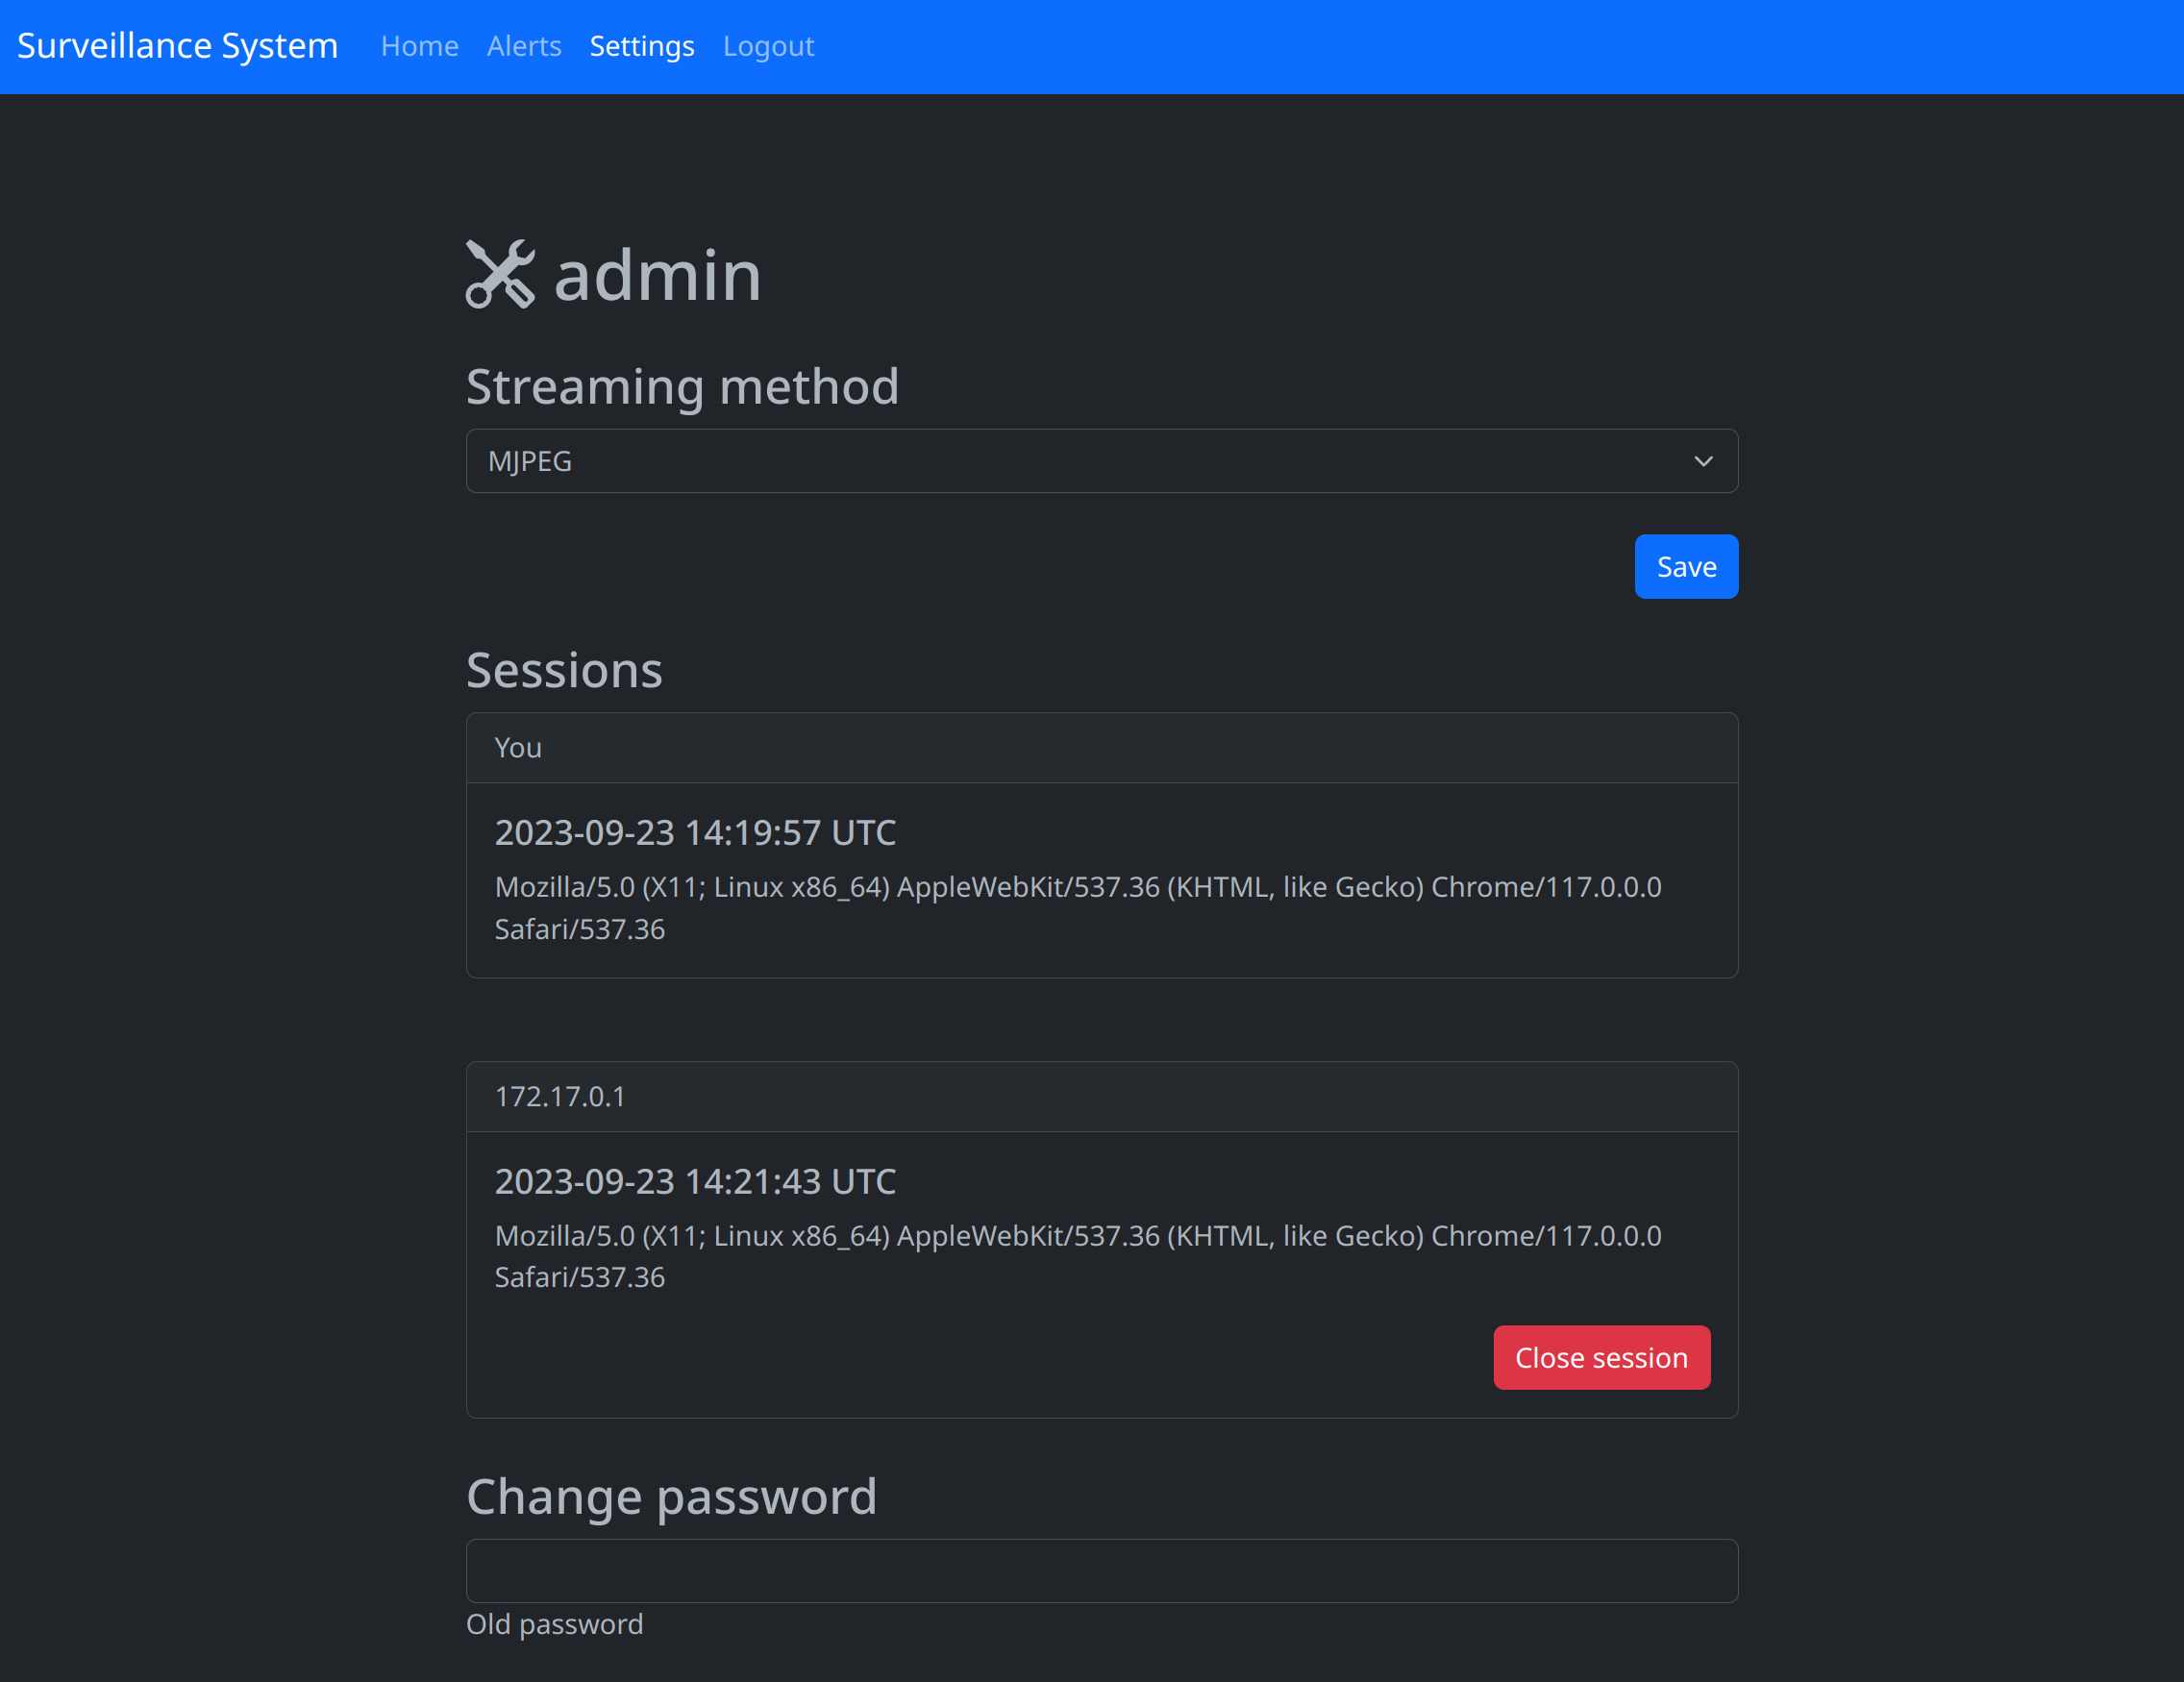 Surveillance System Home Alerts Settings Logout
admin
Streaming method
MJPEG
Save
Sessions
You
2023-09-23 14:19:57 UTC
Mozilla/5.0 (X11; Linux x86_64) AppleWebKit/537.36 (KHTML, like Gecko) Chrome/117.0.0.0
Safari/537.36
172.17.0.1
2023-09-23 14:21:43 UTC
Mozilla/5.0 (X11; Linux x86_64) AppleWebKit/537.36 (KHTML, like Gecko) Chrome/117.0.0.0
Safari/537.36
Close session
Change password
Old password